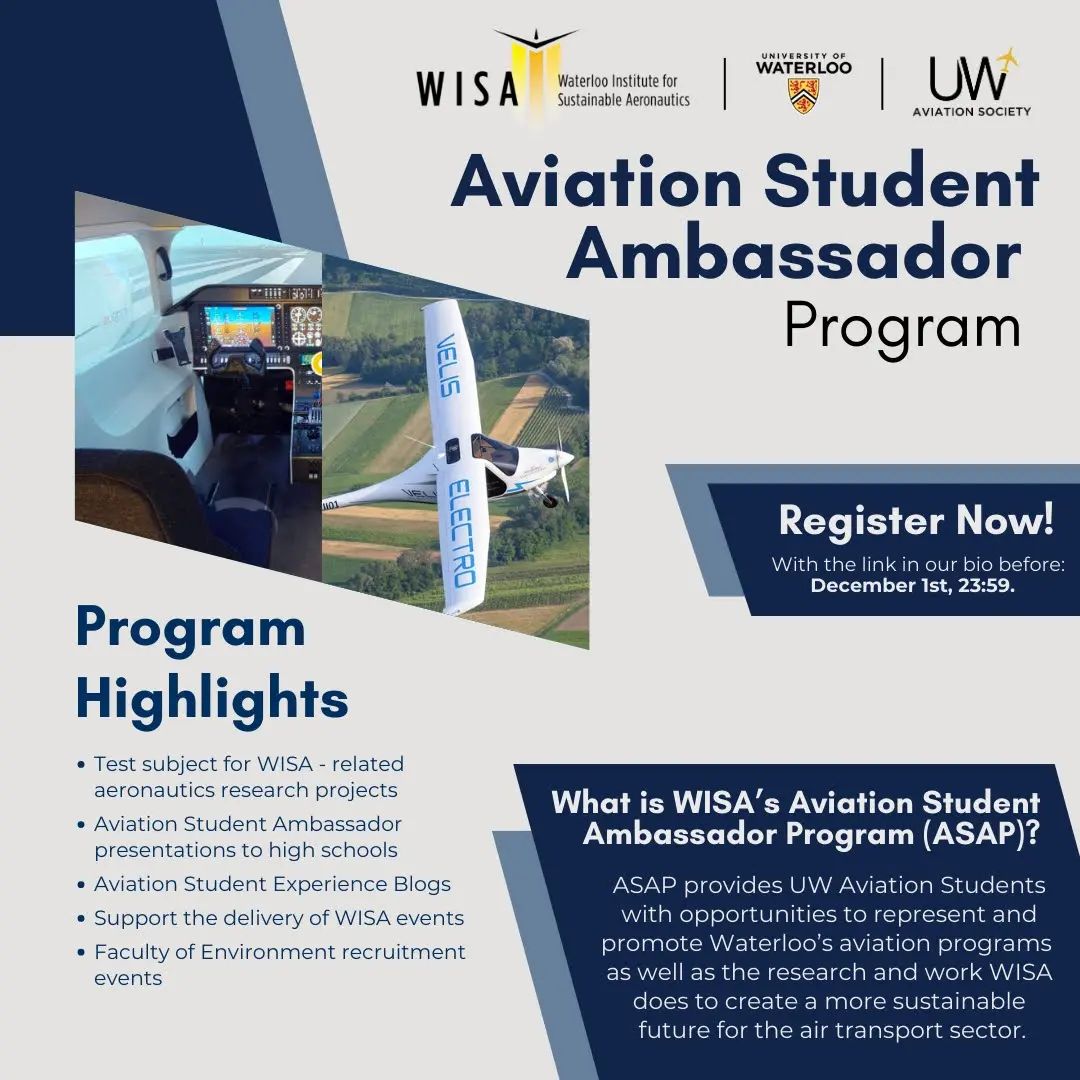 WISA
Waterloo Institute for
Sustainable Aeronautics
UNIVERSITY OF
WATERLOO
UW
AVIATION SOCIETY
Aviation Student
Ambassador
Program
VELIS
ELECTRO
Register Now!
With the link in our bio before:
December 1st, 23:59.
Program
Highlights
• Test subject for WISA - related
aeronautics research projects
• Aviation Student Ambassador
presentations to high schools
• Aviation Student Experience Blogs
• Support the delivery of WISA events
• Faculty of Environment recruitment
events
What is WISA’s Aviation Student
Ambassador Program (ASAP)?
ASAP provides UW Aviation Students
with opportunities to represent and
promote Waterloo’s aviation programs
as well as the research and work WISA
does to create a more sustainable
future for the air transport sector.